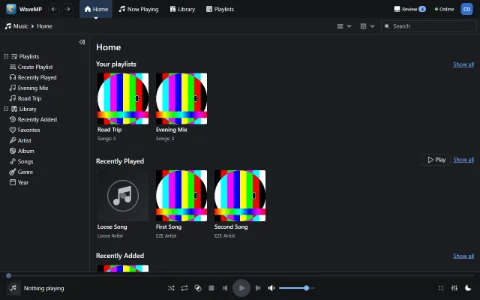 WaveMP
Home
Now Playing
Library
Playlists
Review
Online
CD
Music
Home
Search
Playlists
Create Playlist
Recently Played
Evening Mix
Road Trip
Library
Recently Added
Favorites
Artist
Album
Songs
Genre
Year
Home
Your playlists
Show all
Road Trip
Songs: 3
Evening Mix
Songs: 3
Recently Played
Play
Show all
Loose Song
Loose Artist
First Song
E2E Artist
Second Song
E2E Artist
Recently Added
Show all
Nothing playing